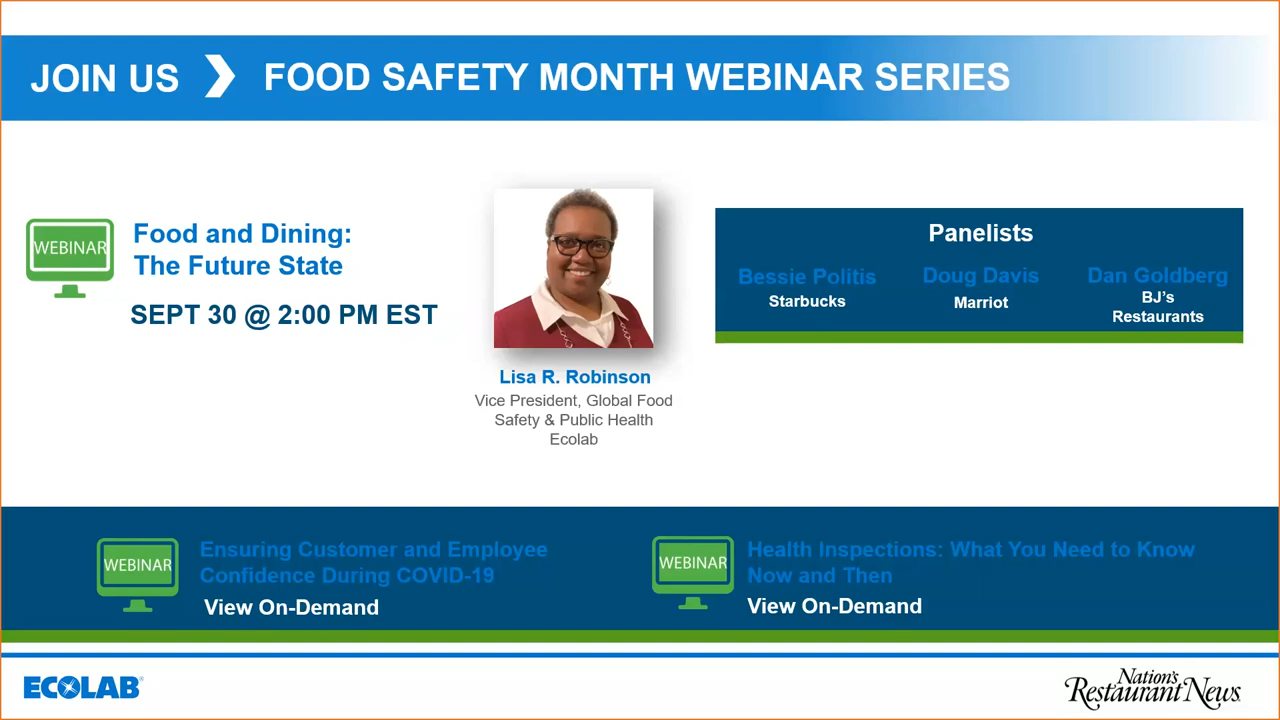 JOIN US
FOOD SAFETY MONTH WEBINAR SERIES
WEBINAR
Food and Dining:
The Future State
SEPT 30 @ 2:00 PM EST
Lisa R. Robinson
Vice President, Global Food
Safety & Public Health
Ecolab
Panelists
Bessie Politis
Starbucks
Doug Davis
Marriot
Dan Goldberg
BJ's
Restaurants
WEBINAR
Ensuring Customer and Employee
Confidence During COVID-19
View On-Demand
WEBINAR
Health Inspections: What You Need to Know
Now and Then
View On-Demand
ECOLAB®
Nation's
Restaurant News